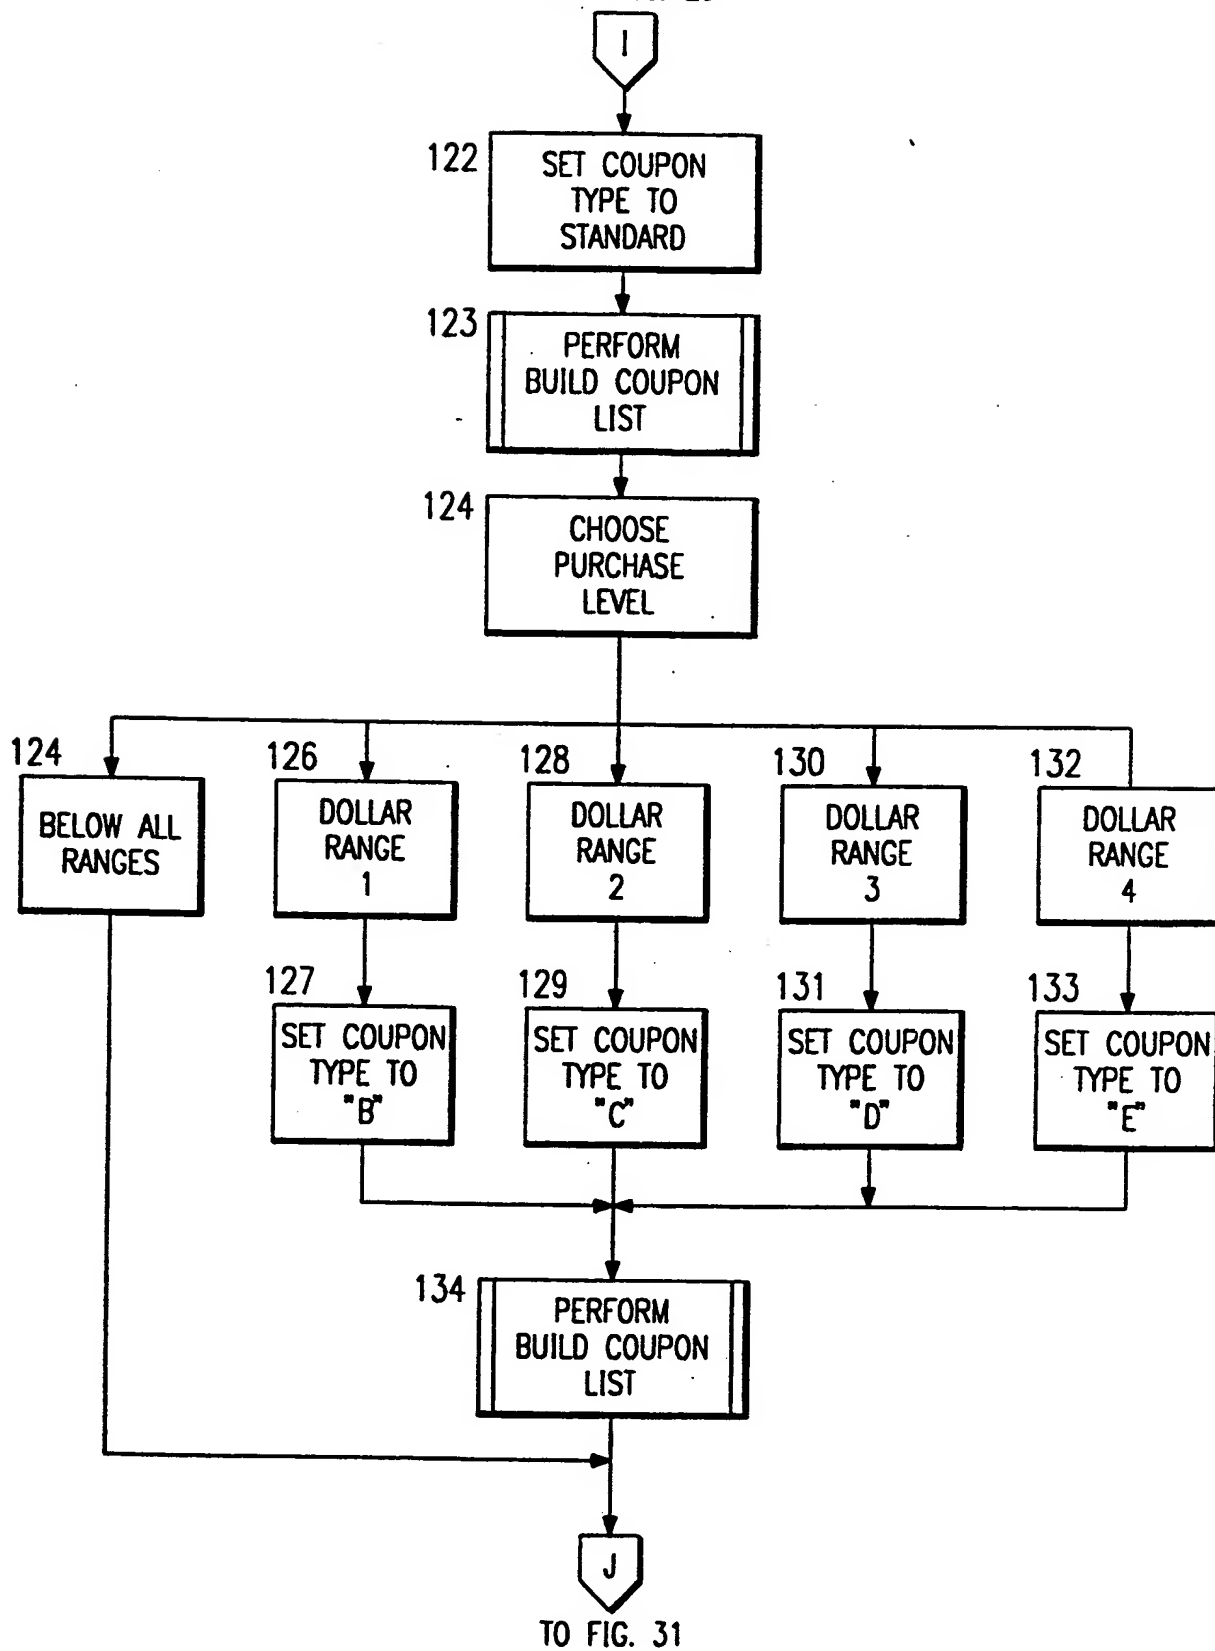 I
122
SET COUPON
TYPE TO
STANDARD
123
PERFORM
BUILD COUPON
LIST
124
CHOOSE
PURCHASE
LEVEL
124
BELOW ALL
RANGES
126
DOLLAR
RANGE
1
128
DOLLAR
RANGE
2
130
DOLLAR
RANGE
3
132
DOLLAR
RANGE
4
127
SET COUPON
TYPE TO
"B"
129
SET COUPON
TYPE TO
"C"
131
SET COUPON
TYPE TO
"D"
133
SET COUPON
TYPE TO
"E"
134
PERFORM
BUILD COUPON
LIST
J
TO FIG. 31